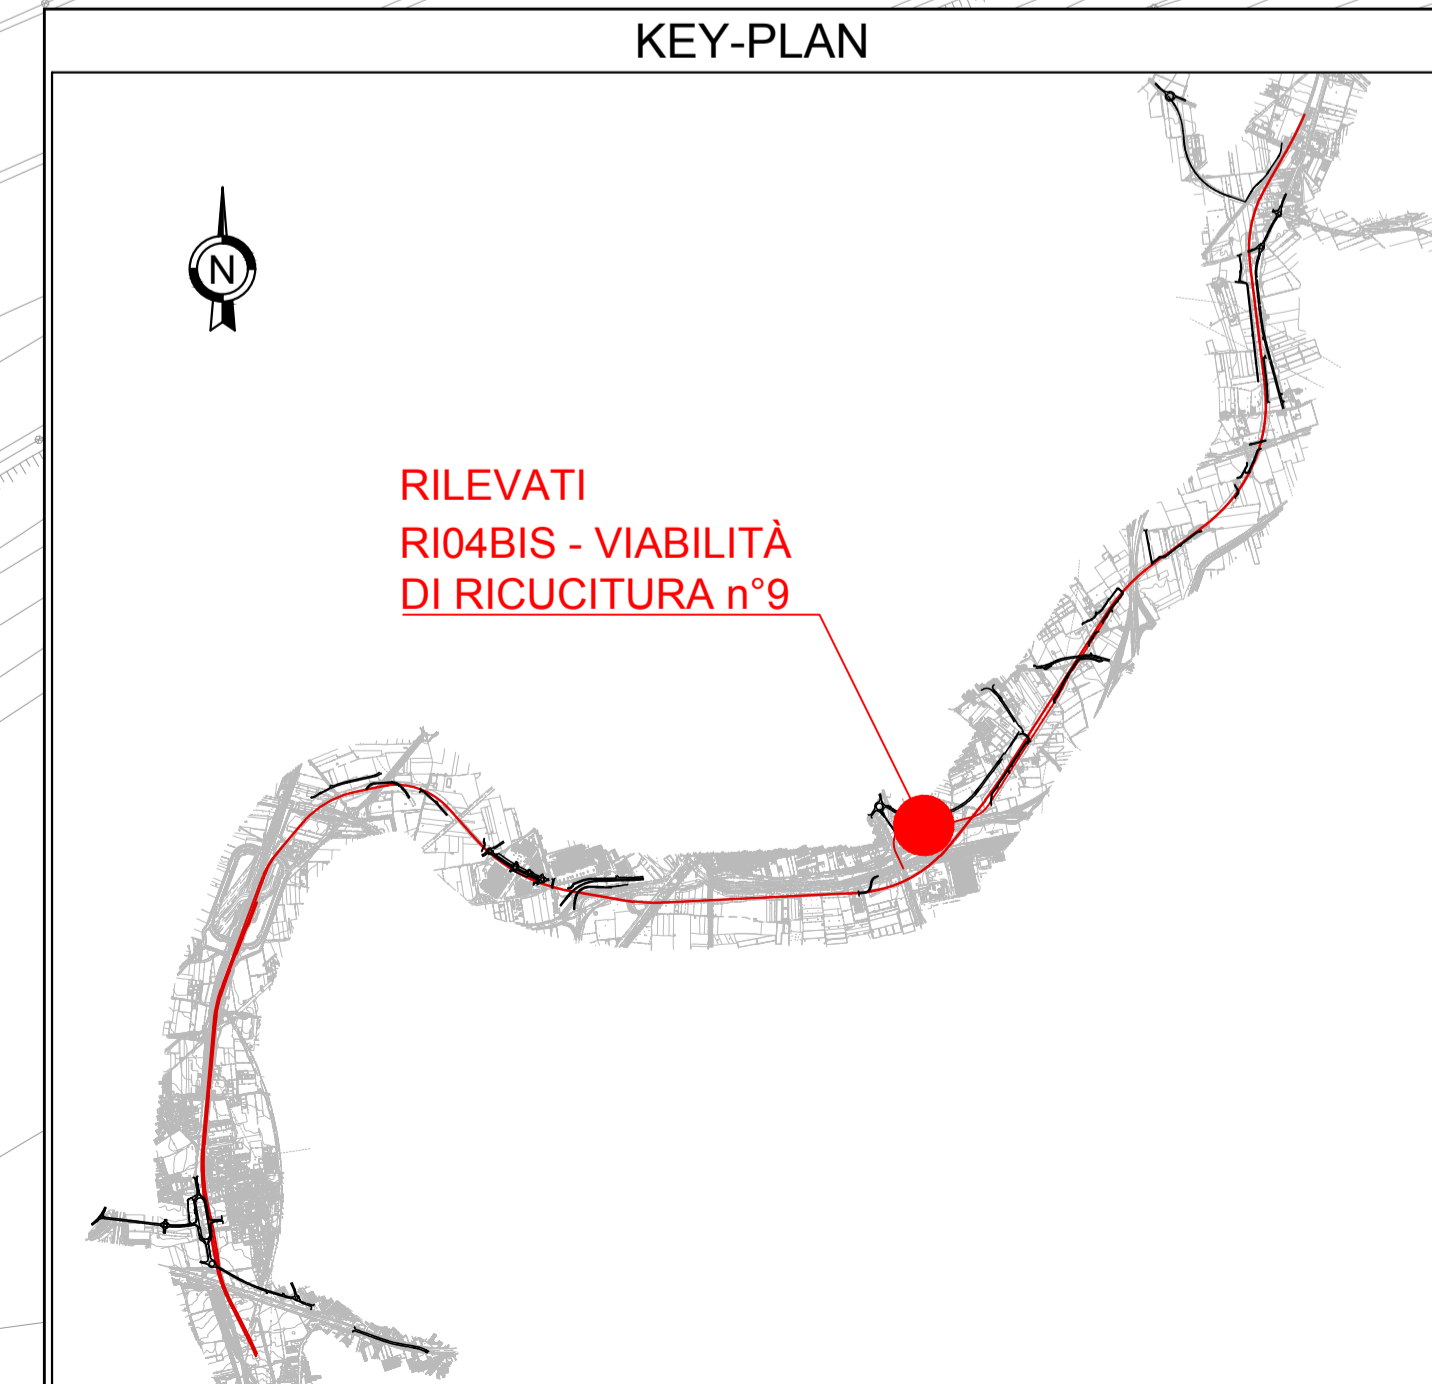 KEY-PLAN
N
RILEVATI
RI04BIS - VIABILITÀ
DI RICUCITURA n°9